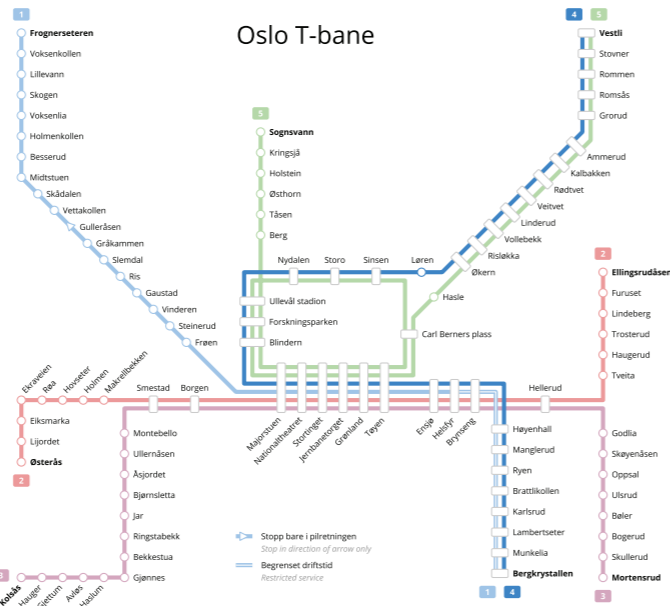 Oslo T-bane
1
Frognerseteren
Voksenkollen
Lillevann
Skogen
Voksenlia
Holmenkollen
Besserud
Midtstuen
Skådalen
Vettakollen
Gulleråsen
Gråkammen
Slemdal
Ris
Gaustad
Vinderen
Steinerud
Frøen
5
Sognsvann
Kringsjå
Holstein
Østhorn
Tåsen
Berg
4
5
Vestli
Stovner
Rommen
Romsås
Grorud
Ammerud
Kalbakken
Rødtvet
Veitvet
Linderud
Vollebekk
Risløkka
Økern
Hasle
Carl Berners plass
Nydalen
Storo
Sinsen
Løren
Ullevål stadion
Forskningsparken
Blindern
2
Ellingsrudåsen
Furuset
Lindeberg
Trosterud
Haugerud
Tveita
Hellerud
Ekraveien
Røa
Hovseter
Holmen
Makrellbekken
Smestad
Borgen
Eiksmarka
Lijordet
Østerås
2
Majorstuen
Nationaltheatret
Stortinget
Jernbanetorget
Grønland
Tøyen
Ensjø
Helsfyr
Brynseng
Montebello
Ullernåsen
Åsjordet
Bjørnsletta
Jar
Ringstabekk
Bekkestua
Gjønnes
Haslum
Avløs
Gjettum
Hauger
Kolsås
3
Høyenhall
Manglerud
Ryen
Brattlikollen
Karlsrud
Lambertseter
Munkelia
Bergkrystallen
1
4
Godlia
Skøyenåsen
Oppsal
Ulsrud
Bøler
Bogerud
Skullerud
Mortensrud
3
Stopp bare i pilretningen
Stop in direction of arrow only
Begrenset driftstid
Restricted service